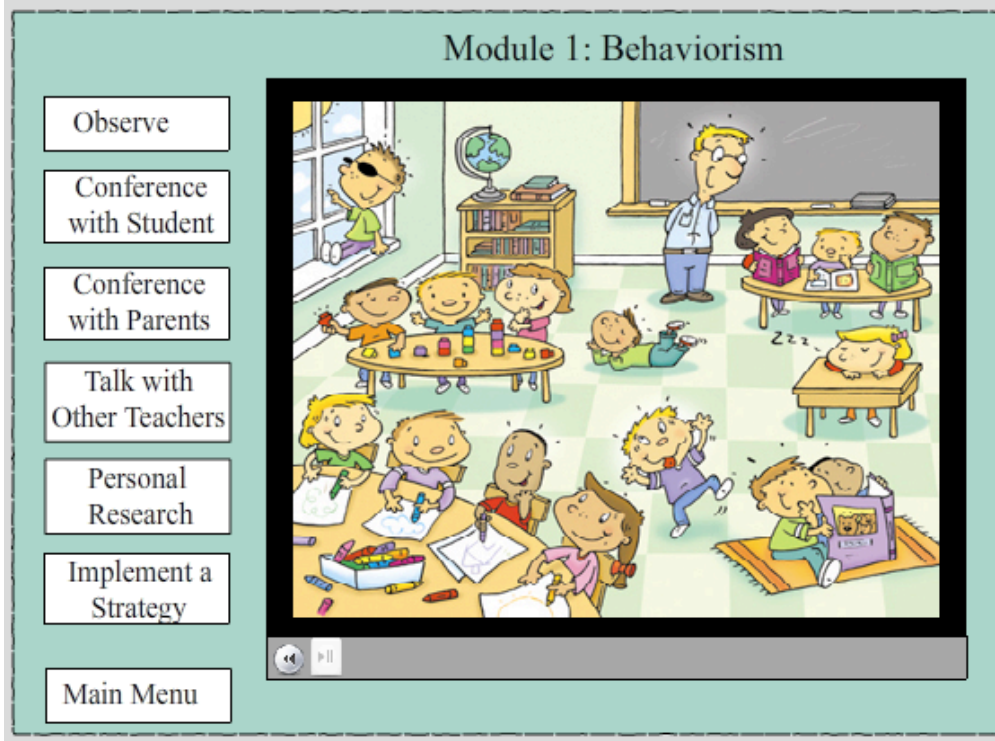 Module 1: Behaviorism
Observe
Conference
with Student
Conference
with Parents
Talk with
Other Teachers
Personal
Research
Implement a
Strategy
Main Menu
Z Z Z